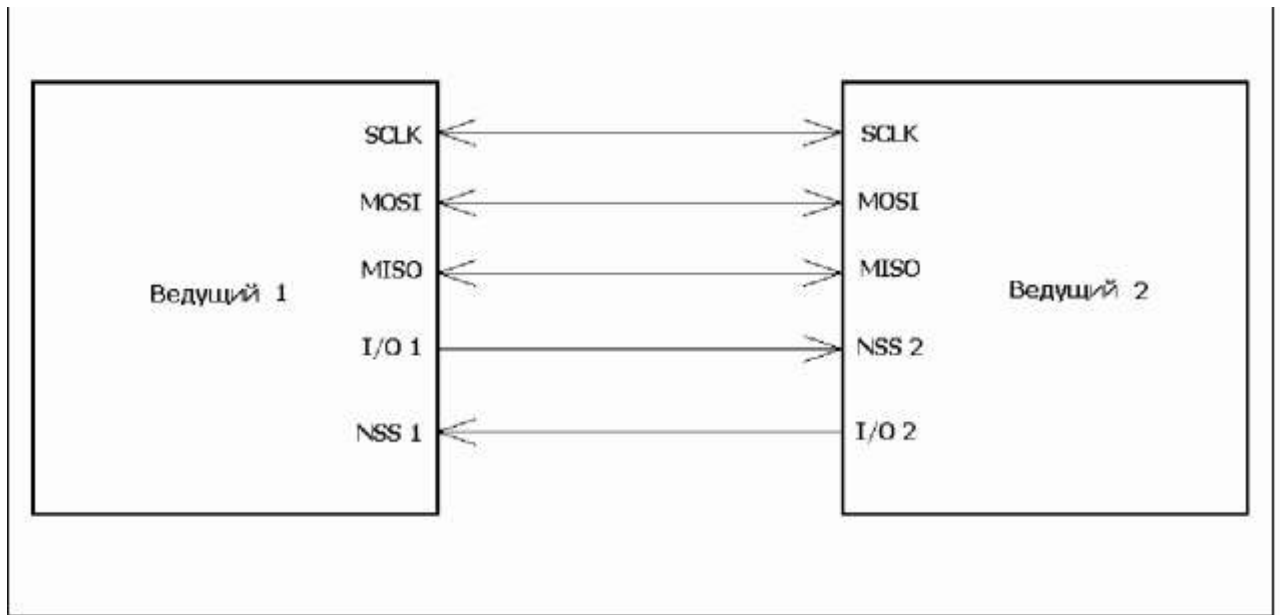 SCLK SCLK
MOSI MOSI
MISO MISO
Ведущий 1 Ведущий 2
I/O 1 NSS 2
NSS 1 I/O 2